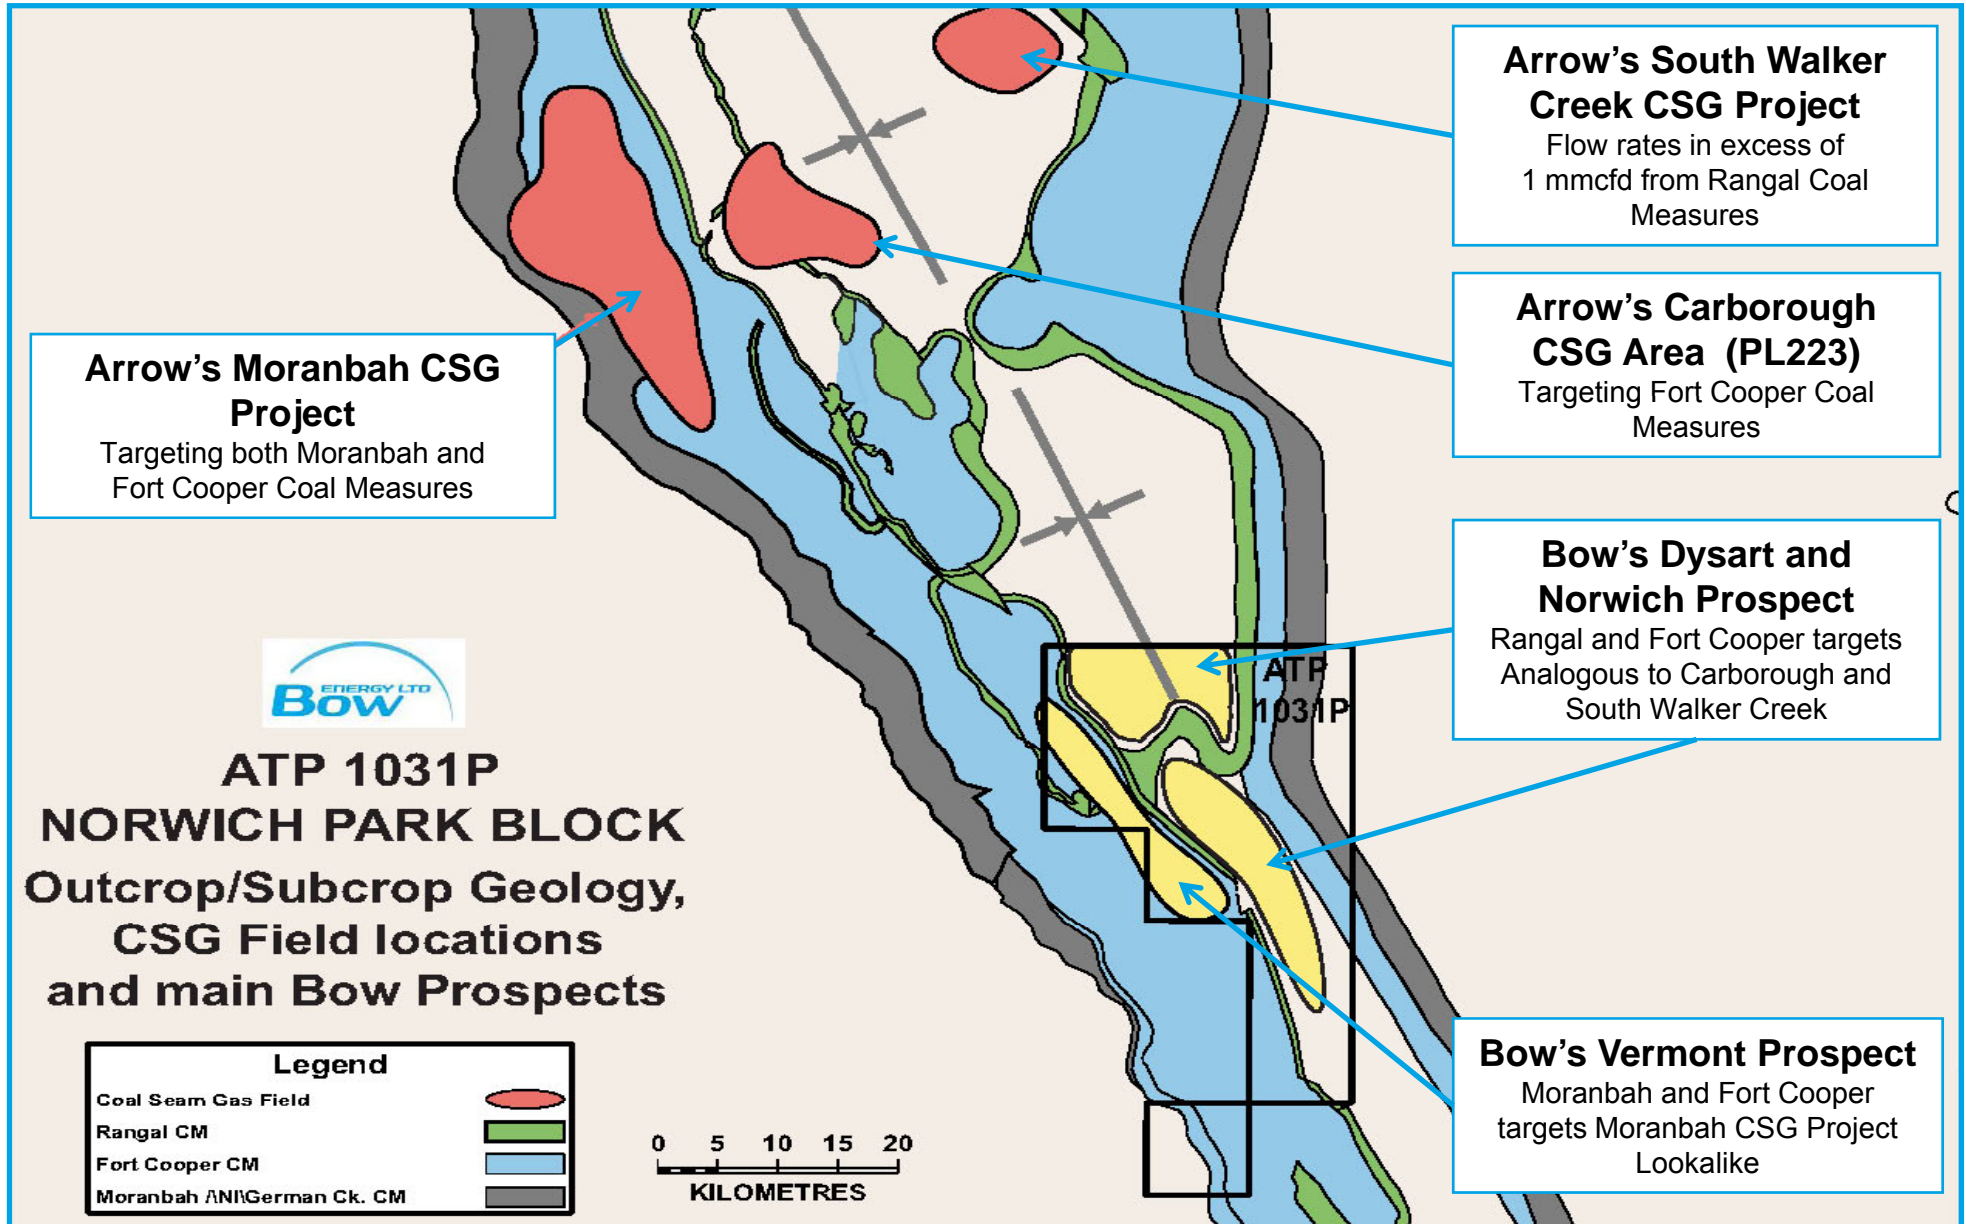 Arrow's South Walker
Creek CSG Project
Flow rates in excess of
1 mmcfd from Rangal Coal
Measures
Arrow's Carborough
CSG Area (PL223)
Targeting Fort Cooper Coal
Measures
Arrow's Moranbah CSG
Project
Targeting both Moranbah and
Fort Cooper Coal Measures
Bow's Dysart and
Norwich Prospect
Rangal and Fort Cooper targets
Analogous to Carborough and
South Walker Creek
ATP
1031P
ENERGY LTD
BOW
ATP 1031P
NORWICH PARK BLOCK
Outcrop/Subcrop Geology,
CSG Field locations
and main Bow Prospects
Bow's Vermont Prospect
Moranbah and Fort Cooper
targets Moranbah CSG Project
Lookalike
Legend
Coal Seam Gas Field
Rangal CM
Fort Cooper CM
Moranbah /\NI\German Ck. CM
0 5 10 15 20
KILOMETRES